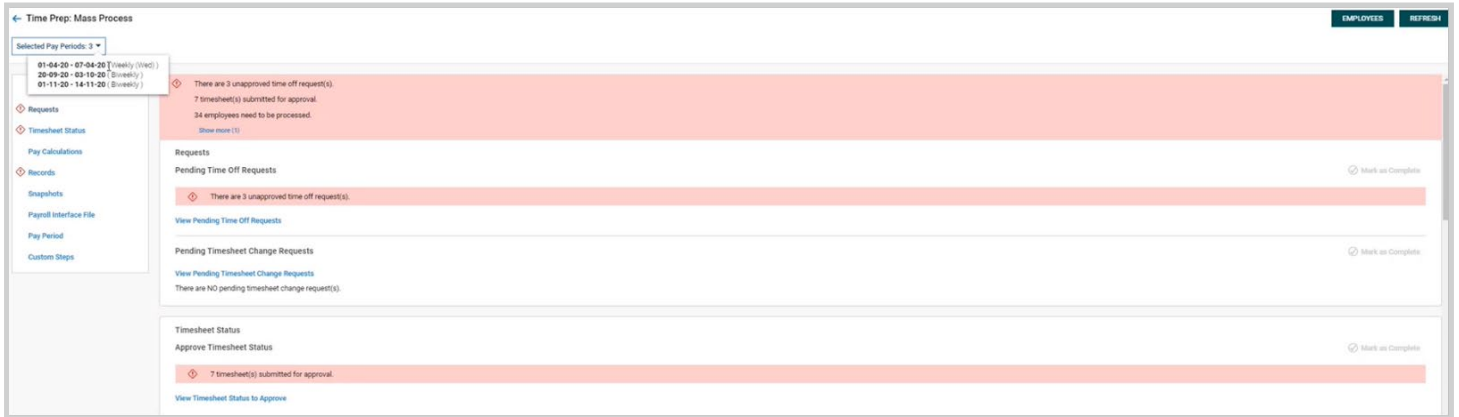 ← Time Prep: Mass Process
EMPLOYEES REFRESH
Selected Pay Periods: 3
01-04-20 - 07-04-20 (Weekly (Wed) )
20-09-20 - 03-10-20 ( Biweekly )
01-11-20 - 14-11-20 ( Biweekly )
Requests
Timesheet Status
Pay Calculations
Records
Snapshots
Payroll Interface File
Pay Period
Custom Steps
There are 3 unapproved time off request(s).
7 timesheet(s) submitted for approval.
34 employees need to be processed.
Show more (1)
Requests
Pending Time Off Requests
Mark as Complete
There are 3 unapproved time off request(s).
View Pending Time Off Requests
Pending Timesheet Change Requests
Mark as Complete
View Pending Timesheet Change Requests
There are NO pending timesheet change request(s).
Timesheet Status
Approve Timesheet Status
Mark as Complete
7 timesheet(s) submitted for approval.
View Timesheet Status to Approve